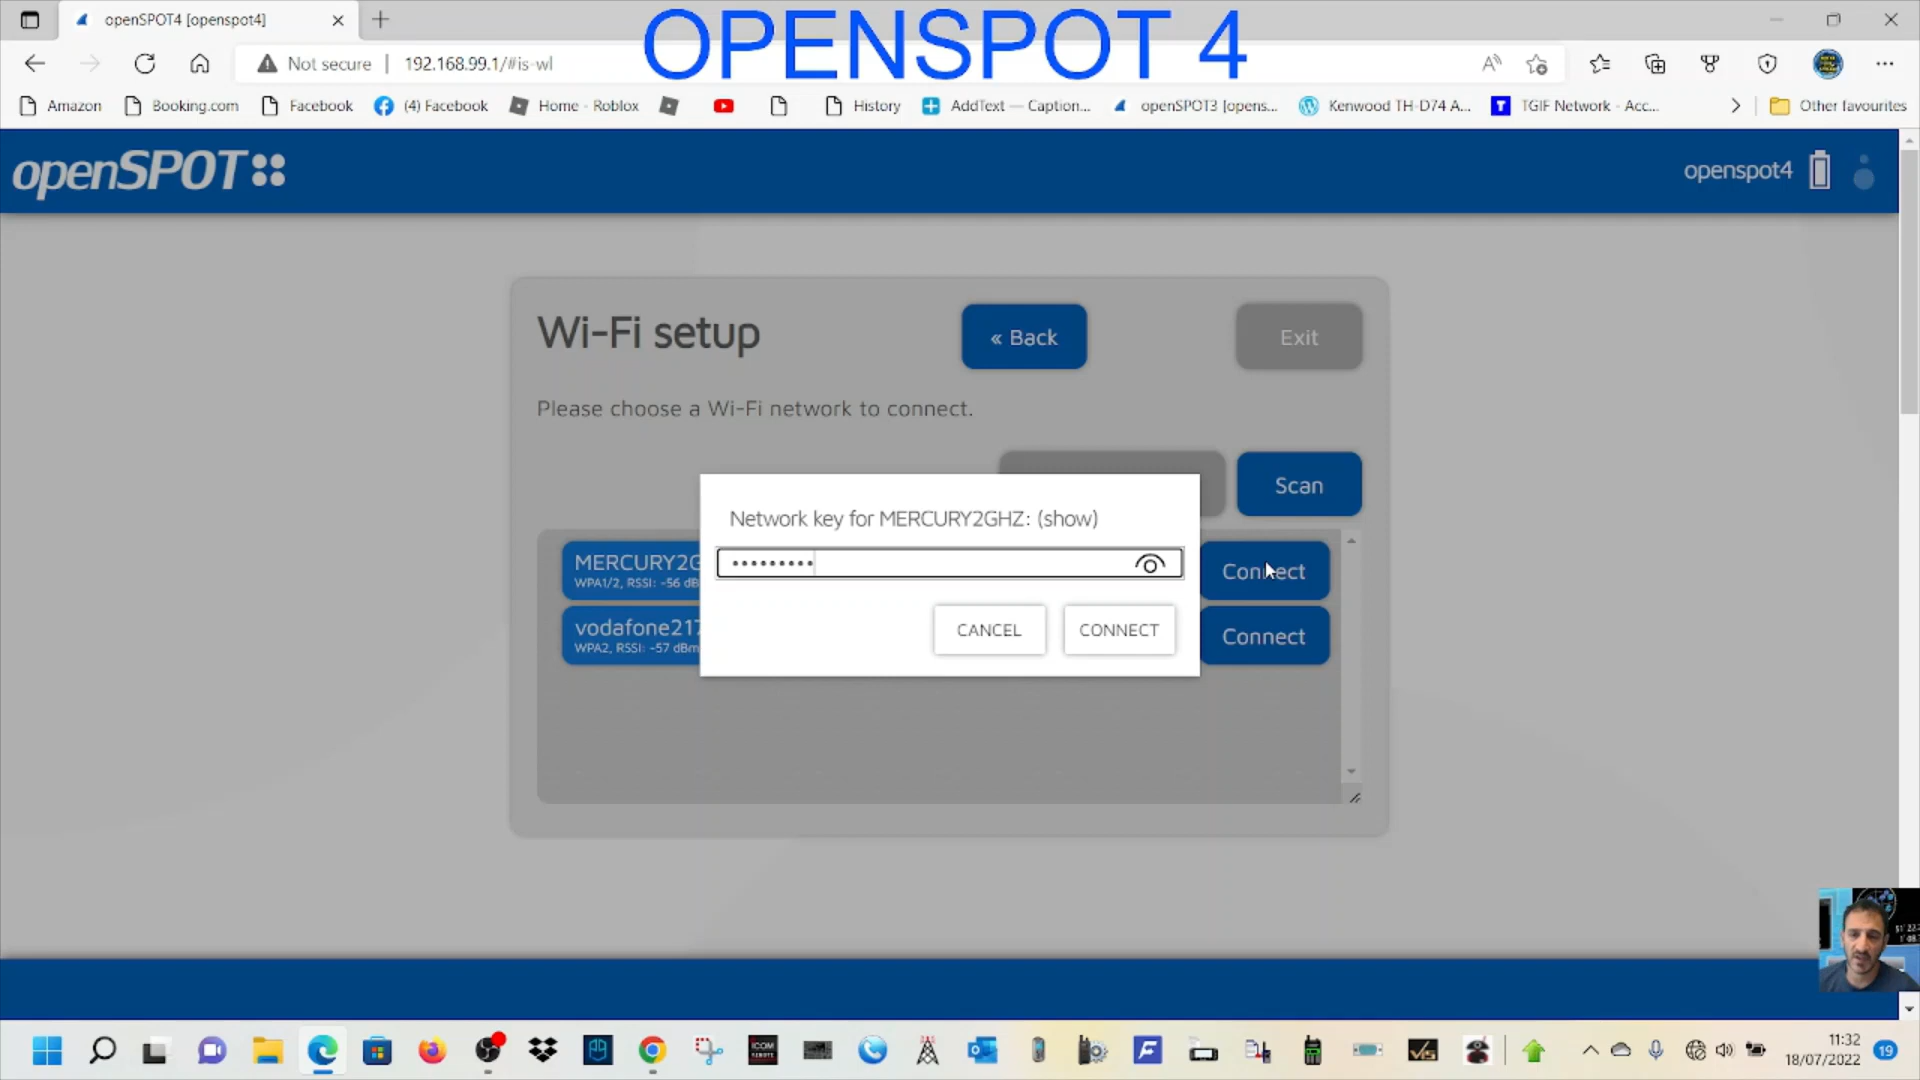 openSPOT4 [openspot4]
OPENSPOT 4
Not secure
192.168.99.1/#is-wl
Amazon
Booking.com
Facebook
(4) Facebook
Home - Roblox
History
AddText — Caption...
openSPOT3 [opens...
Kenwood TH-D74 A...
TGIF Network - Acc...
Other favourites
openSPOT
openspot4
Wi-Fi setup
« Back
Exit
Please choose a Wi-Fi network to connect.
Scan
Network key for MERCURY2GHZ: (show)
MERCURY2G
WPA1/2, RSSI: -56 dB
Connect
CANCEL
CONNECT
vodafone217
WPA2, RSSI: -57 dBm
Connect
11:32
18/07/2022
19